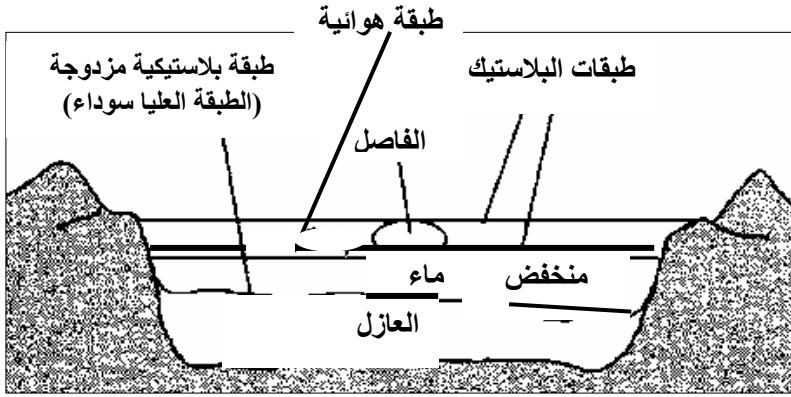 طبقة هوائية
طبقة بلاستيكية مزدوجة
(الطبقة العليا سوداء)
طبقات البلاستيك
الفاصل
ماء
منخفض
العازل